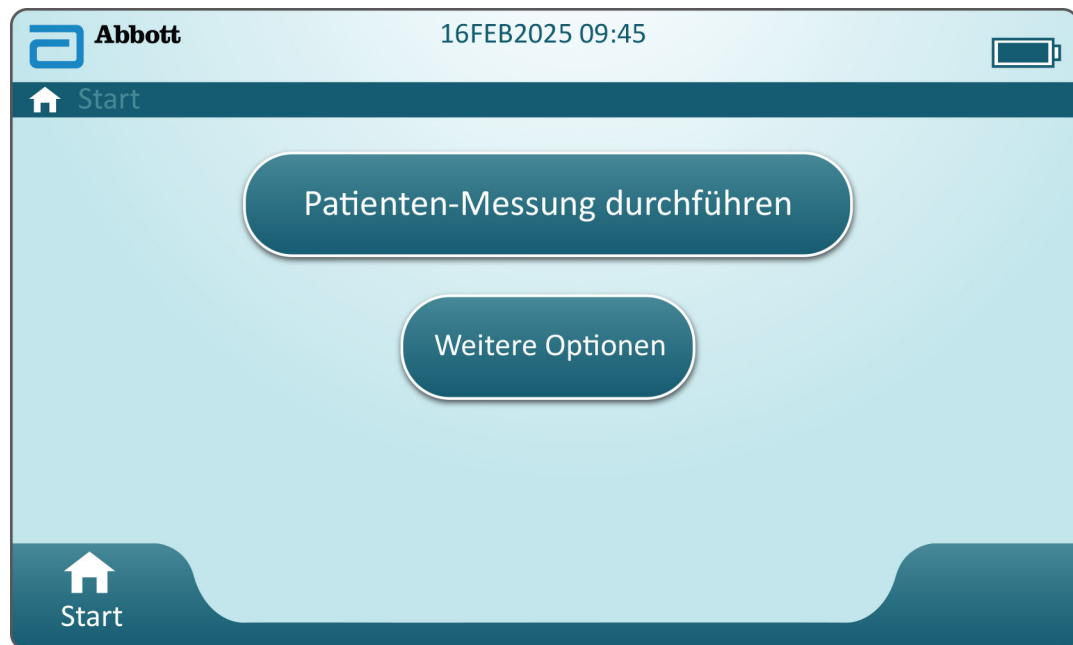 Abbott
16FEB2025 09:45
Start
Patienten-Messung durchführen
Weitere Optionen
Start